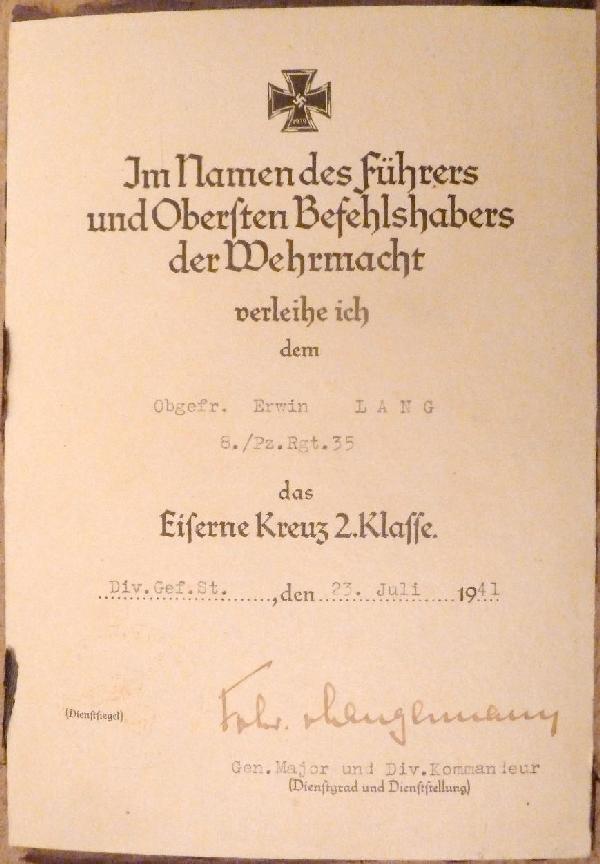 1939
Im Namen des Führers
und Obersten Befehlshabers
der Wehrmacht
verleihe ich
dem
Obgefr. Erwin L A N G
8./Pz.Rgt.35
das
Eiserne Kreuz 2. Klasse.
Div.Gef.St. , den 23. Juli 1941
(Dienstsiegel)
Frhr. v Langermann
Gen.Major und Div.Kommandeur
(Dienstgrad und Dienststellung)